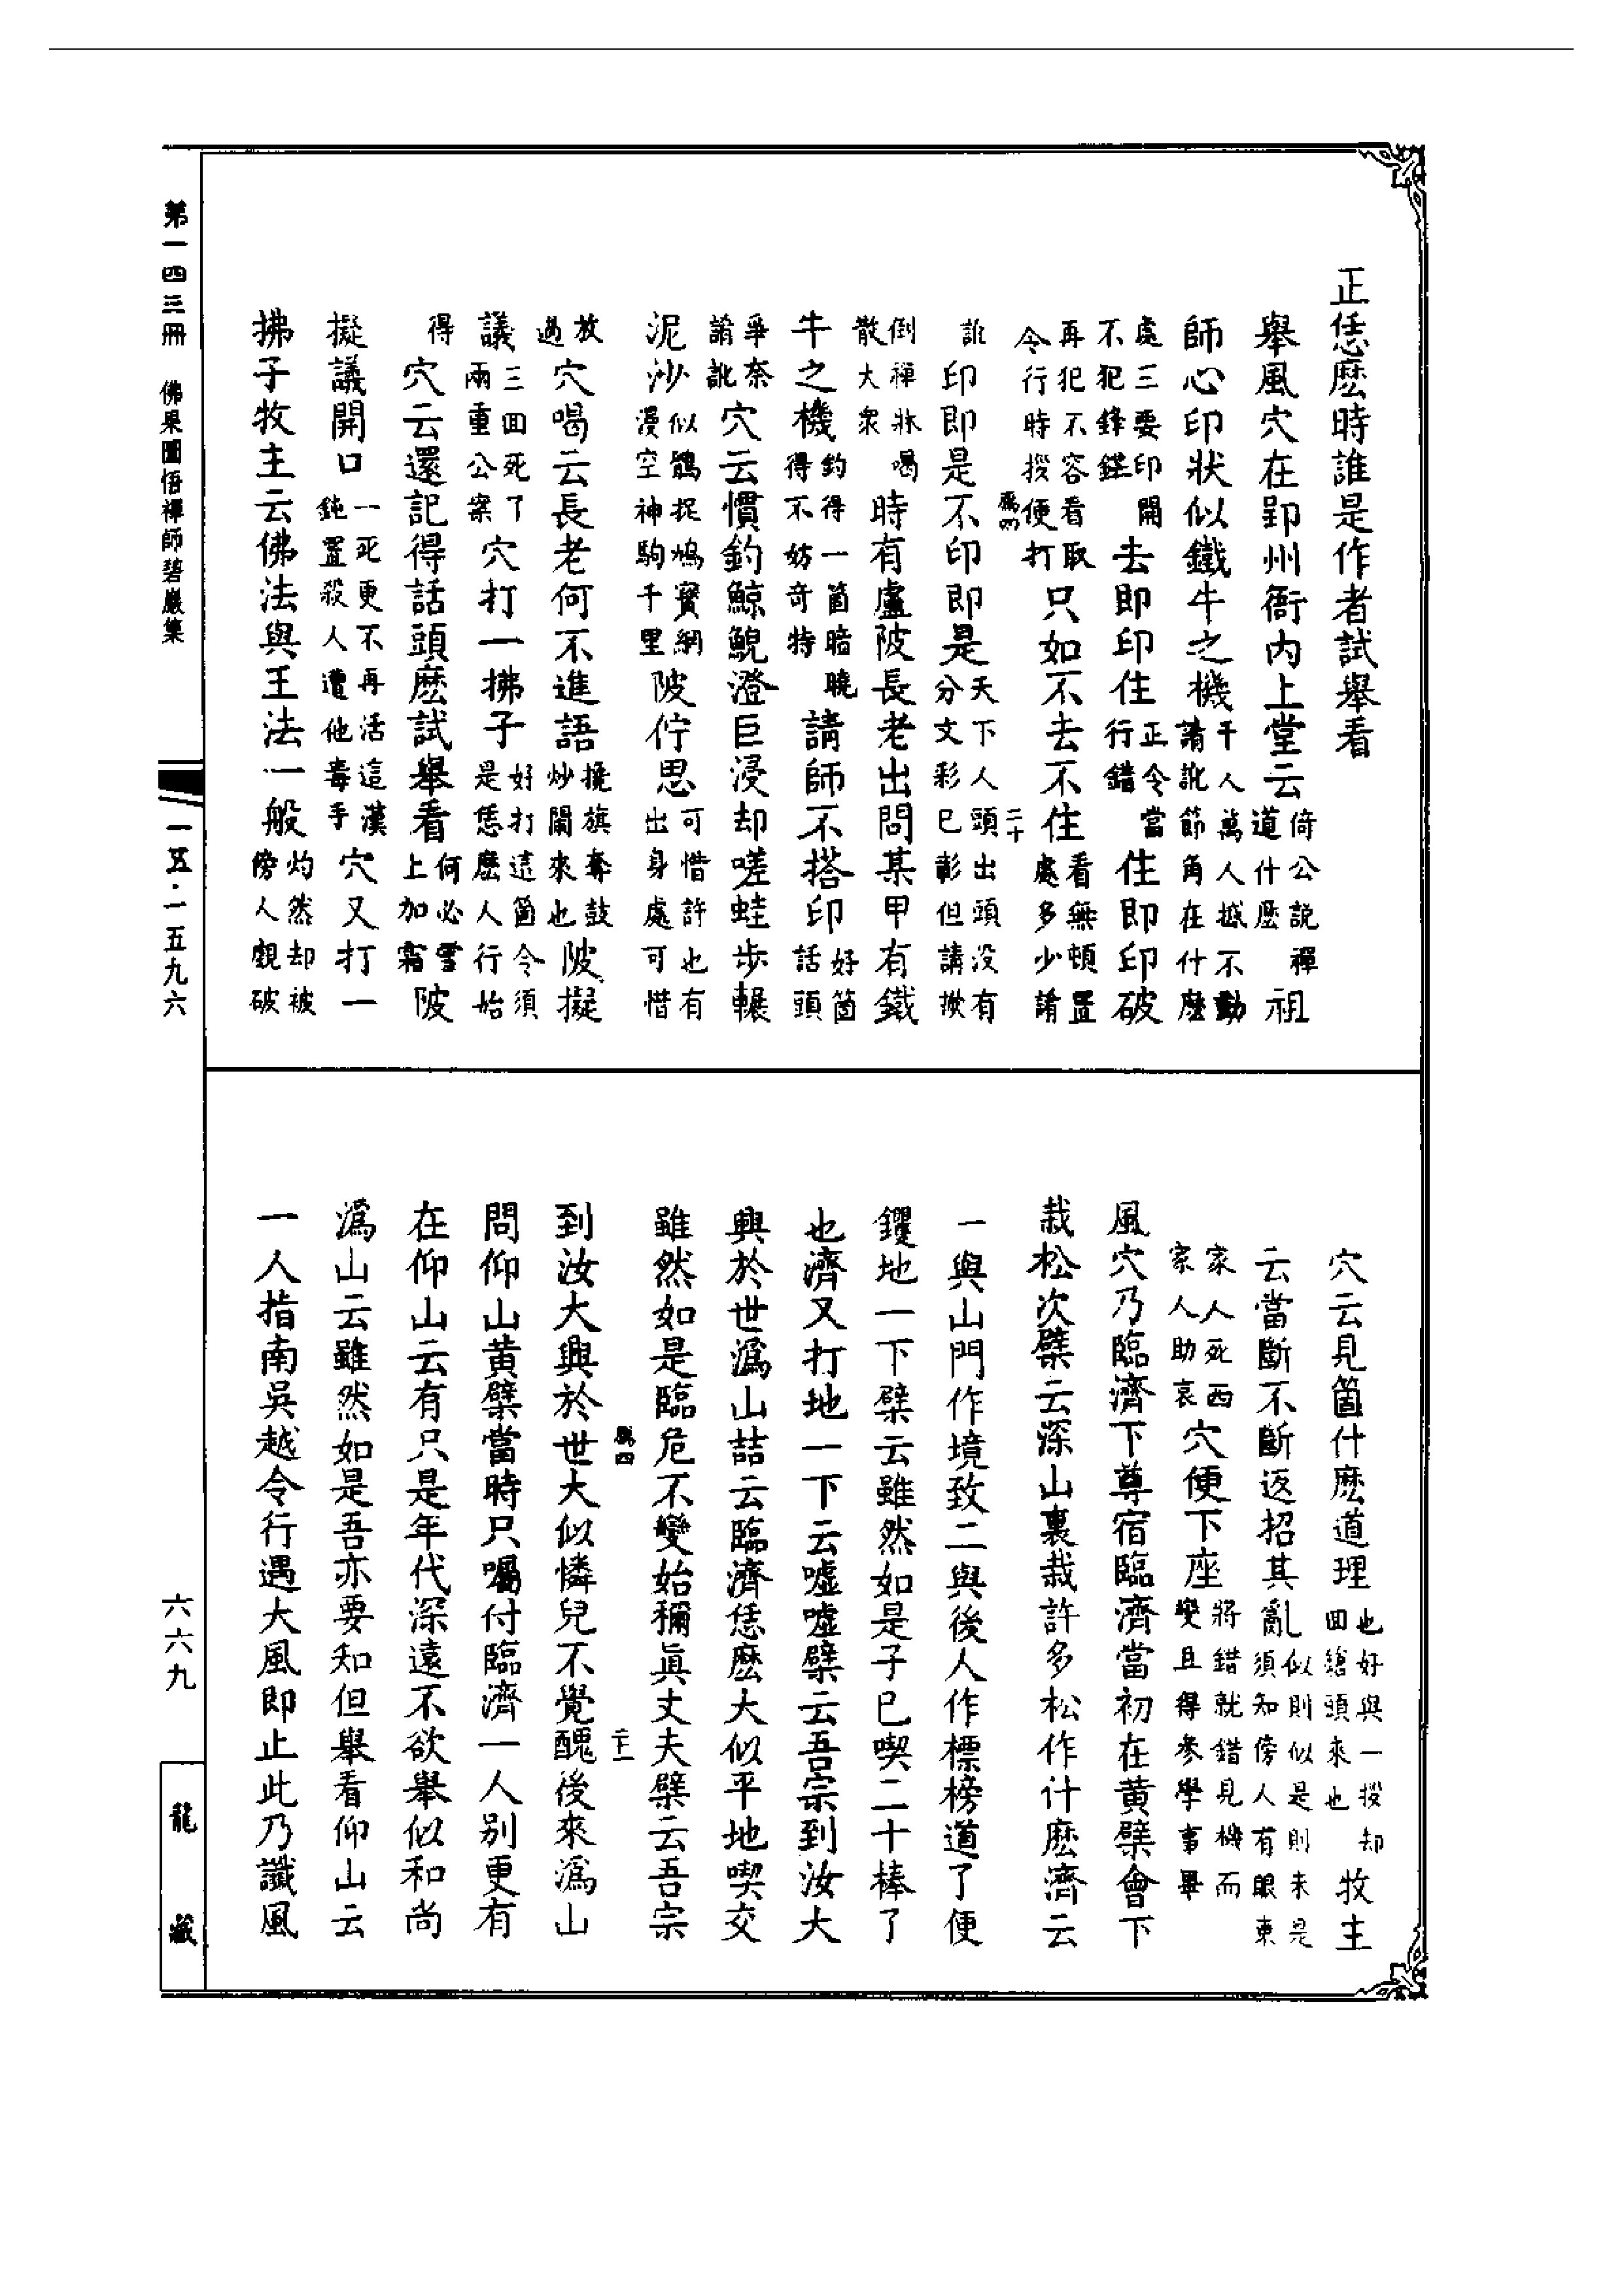 正恁麽時誰是作者試舉看
舉風穴在郢州衙内上堂云倚公說禪道什麽祖
師心印狀似鐵牛之機千人萬人撼不動誵訛節角在什麽
處三要印開不犯鋒鋩去即印住正令當行錯住即印破
再犯不容看取令行時拶便打只如不去不住看無頓置處多少誵
訛印即是不印即是天下人頭出頭沒有分文彩已彰但請掀
倒禪牀喝散大衆時有盧陂長老出問某甲有鐵
牛之機釣得一箇暗曉得不妨奇特請師不搭印好箇話頭
爭奈誵訛穴云慣釣鯨鯢澄巨浸却嗟蛙步輾
泥沙似鶻捉鳩寳網漫空神駒千里陂佇思可惜許也有出身處可惜
放過穴喝云長老何不進語攙旗奪鼓炒鬧來也陂擬
議三回死了兩重公案穴打一拂子好打這箇令須是恁麽人行始
得穴云還記得話頭麽試舉看何必雪上加霜陂
擬議開口一死更不再活這漢鈍置殺人遭他毒手穴又打一
拂子牧主云佛法與王法一般灼然却被傍人覷破
穴云見箇什麽道理也好與一拶却回鎗頭來也牧主
云當斷不斷返招其亂似則似是則未是須知傍人有眼東
家人死西家人助哀穴便下座將錯就錯見機而變且得參學事畢
風穴乃臨濟下尊宿臨濟當初在黃檗會下
栽松次檗云深山裏栽許多松作什麽濟云
一與山門作境致二與後人作標榜道了便
钁地一下檗云雖然如是子已喫二十棒了
也濟又打地一下云噓噓檗云吾宗到汝大
興於世潙山喆云臨濟恁麽大似平地喫交
雖然如是臨危不變始稱眞丈夫檗云吾宗
到汝大興於世大似憐兒不覺醜後來潙山
問仰山黃檗當時只囑付臨濟一人別更有
在仰山云有只是年代深遠不欲舉似和尚
潙山云雖然如是吾亦要知但舉看仰山云
一人指南吳越令行遇大風即止此乃讖風
第一四三冊 佛果圜悟禪師碧巖集
一五五·一五九六
六六九
龍藏